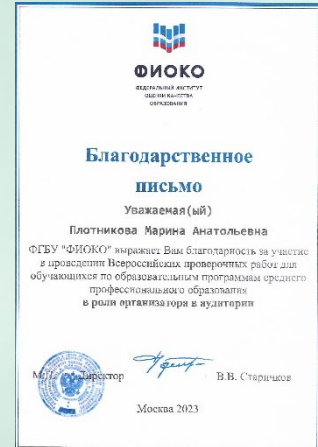 ФИОКО
ФЕДЕРАЛЬНЫЙ ИНСТИТУТ
ОЦЕНКИ КАЧЕСТВА
ОБРАЗОВАНИЯ
Благодарственное
письмо
Уважаемая(ый)
Плотникова Марина Анатольевна
ФГБУ "ФИОКО" выражает Вам благодарность за участие
в проведении Всероссийских проверочных работ для
обучающихся по образовательным программам среднего
профессионального образования
в роли организатора в аудитории
Директор
В.В. Старичков
Москва 2023